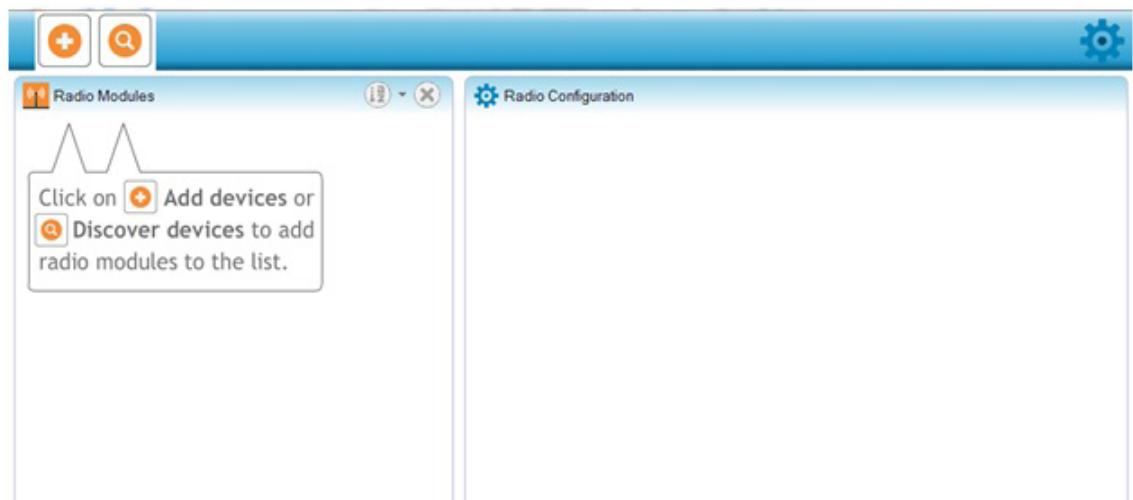 Radio Modules
Radio Configuration
Click on Add devices or
Discover devices to add
radio modules to the list.